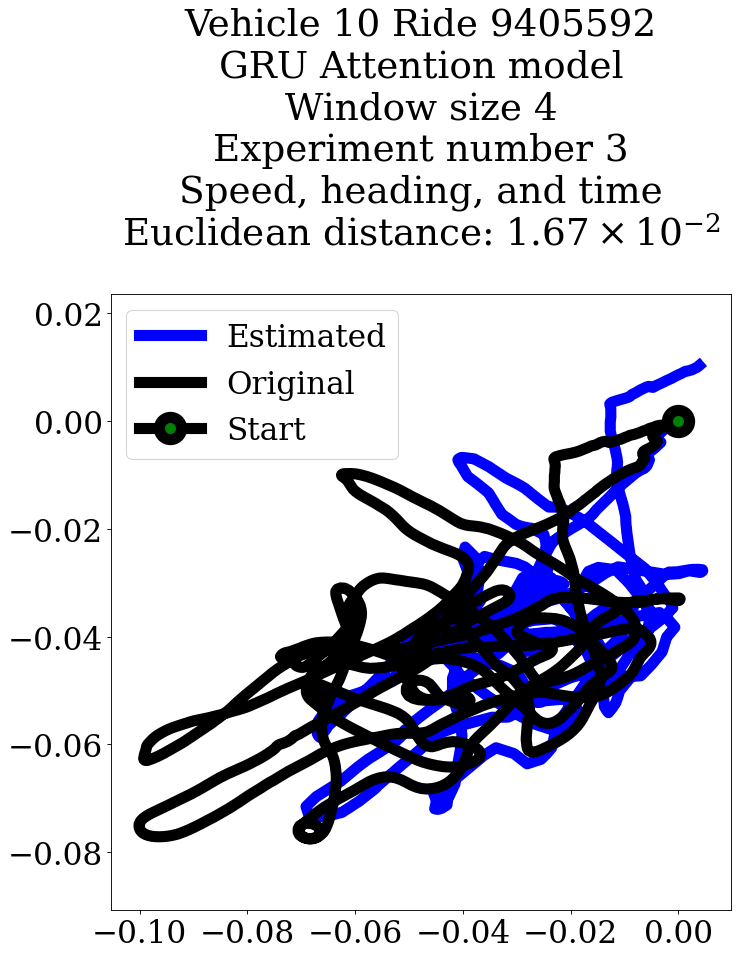 Vehicle 10 Ride 9405592
GRU Attention model
Window size 4
Experiment number 3
Speed, heading, and time
Euclidean distance: 1.67 × 10⁻²
Estimated
Original
Start
0.02
0.00
−0.02
−0.04
−0.06
−0.08
−0.10 −0.08 −0.06 −0.04 −0.02 0.00